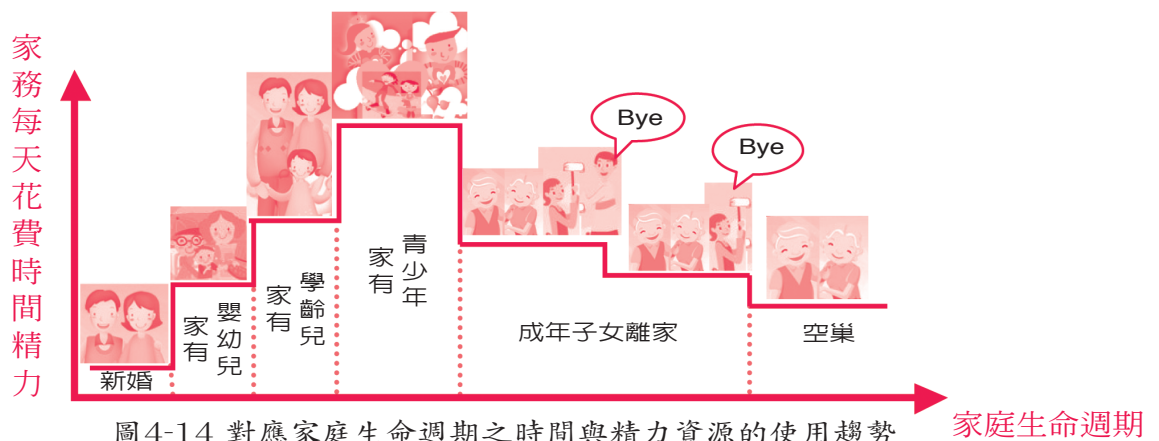 家務每天花費時間精力
Bye
Bye
新婚
家有
嬰幼兒
家有
學齡兒
家有
青少年
成年子女離家
空巢
家庭生命週期
圖4-14 對應家庭生命週期之時間與精力資源的使用趨勢